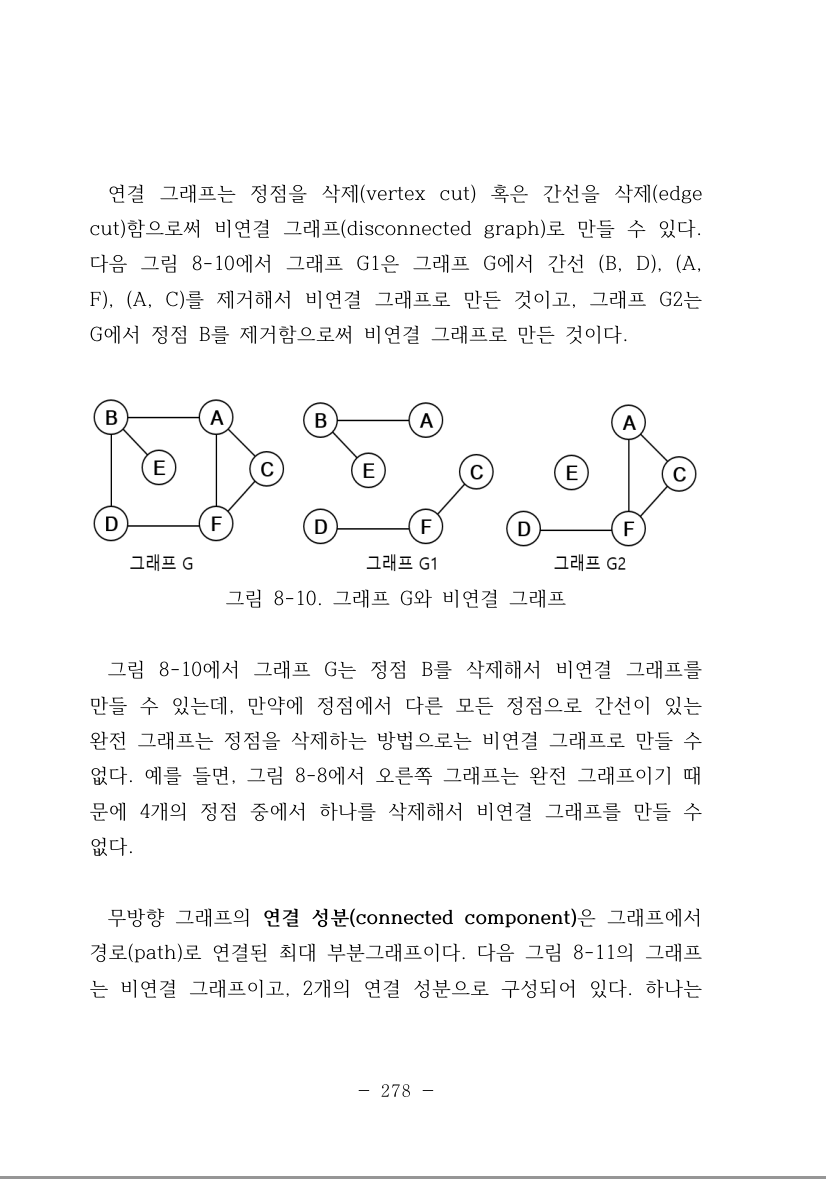 연결 그래프는 정점을 삭제(vertex cut) 혹은 간선을 삭제(edge
cut)함으로써 비연결 그래프(disconnected graph)로 만들 수 있다.
다음 그림 8-10에서 그래프 G1은 그래프 G에서 간선 (B, D), (A,
F), (A, C)를 제거해서 비연결 그래프로 만든 것이고, 그래프 G2는
G에서 정점 B를 제거함으로써 비연결 그래프로 만든 것이다.
B A E C D F
그래프 G
B A E C D F
그래프 G1
A E C D F
그래프 G2
그림 8-10. 그래프 G와 비연결 그래프
그림 8-10에서 그래프 G는 정점 B를 삭제해서 비연결 그래프를
만들 수 있는데, 만약에 정점에서 다른 모든 정점으로 간선이 있는
완전 그래프는 정점을 삭제하는 방법으로는 비연결 그래프로 만들 수
없다. 예를 들면, 그림 8-8에서 오른쪽 그래프는 완전 그래프이기 때
문에 4개의 정점 중에서 하나를 삭제해서 비연결 그래프를 만들 수
없다.
무방향 그래프의 연결 성분(connected component)은 그래프에서
경로(path)로 연결된 최대 부분그래프이다. 다음 그림 8-11의 그래프
는 비연결 그래프이고, 2개의 연결 성분으로 구성되어 있다. 하나는
- 278 -